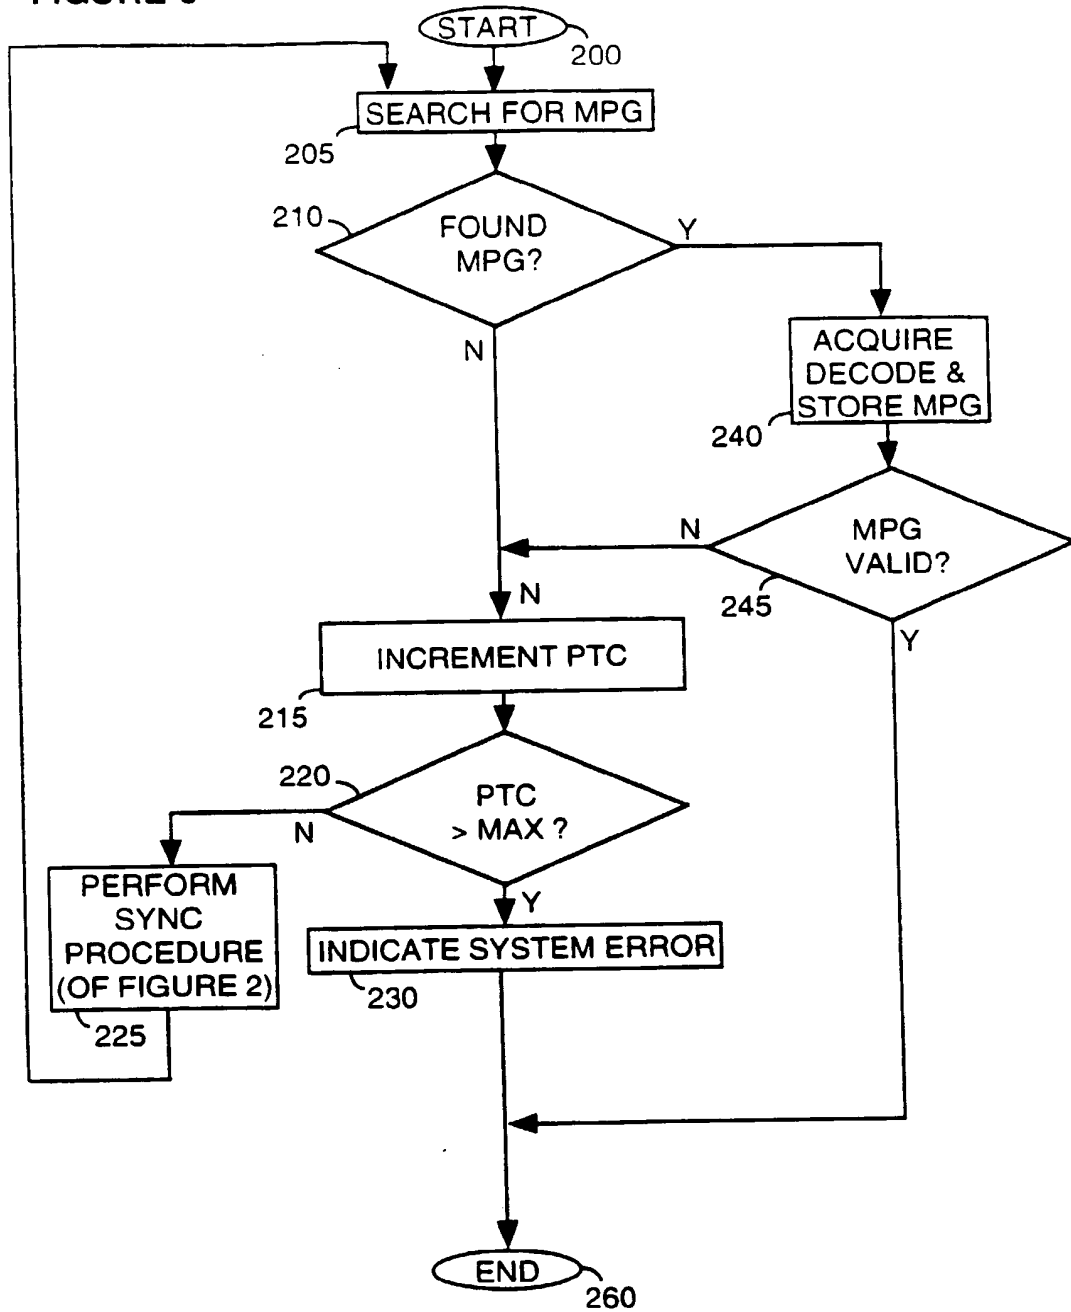 START
200
SEARCH FOR MPG
205
210
FOUND
MPG?
Y
N
ACQUIRE
DECODE &
STORE MPG
240
N
MPG
VALID?
245
N
Y
INCREMENT PTC
215
220
PTC
> MAX ?
N
PERFORM
SYNC
PROCEDURE
(OF FIGURE 2)
225
Y
INDICATE SYSTEM ERROR
230
END
260